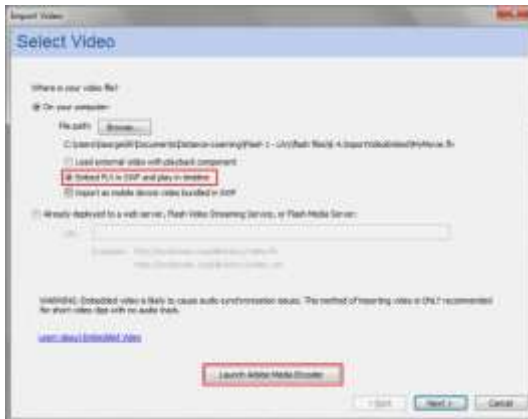 Import Video
Select Video
Where is your video file?
On your computer:
File path: Browse...
Load external video with playback component
Embed FLV in SWF and play in timeline
Import as mobile device video bundled in SWF
Already deployed to a web server, Flash Video Streaming Service, or Flash Media Server:
URL:
Examples:
WARNING: Embedded video is likely to cause audio synchronization issues. This method of importing video is ONLY recommended
for short video clips with no audio track.
Learn about Embedded Video
Launch Adobe Media Encoder
< Back Next > Cancel